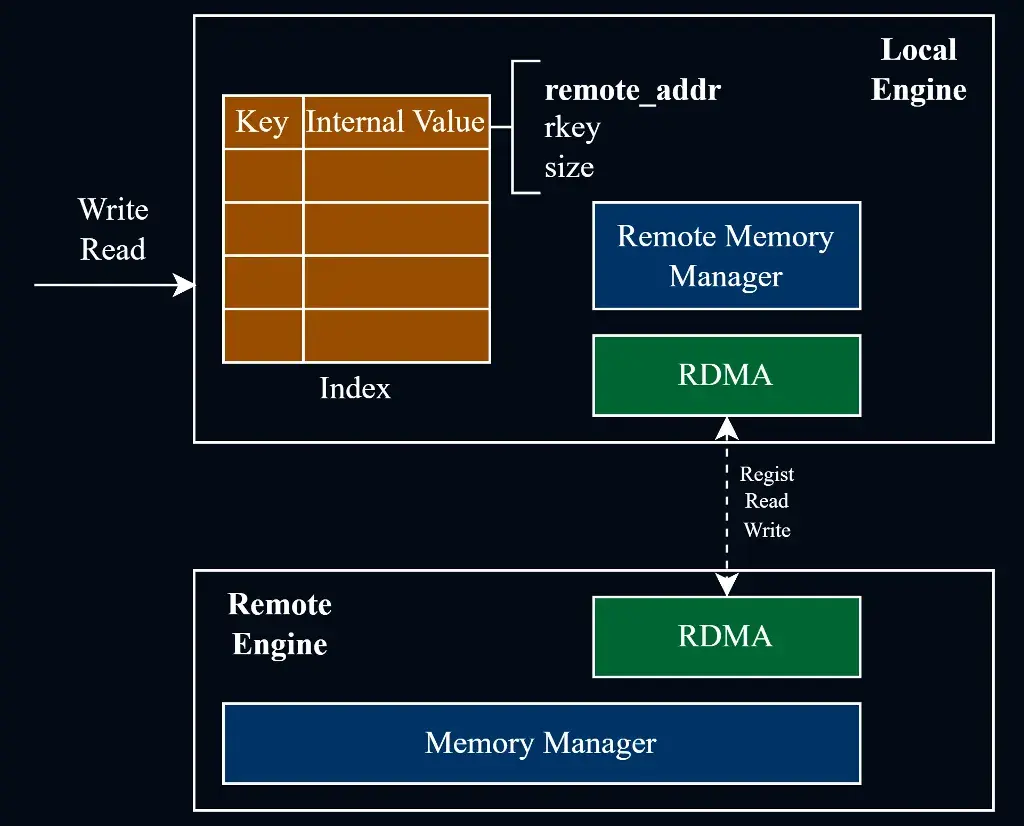 Local
Engine
remote_addr
rkey
size
Key
Internal Value
Write
Read
Index
Remote Memory
Manager
RDMA
Regist
Read
Write
Remote
Engine
RDMA
Memory Manager